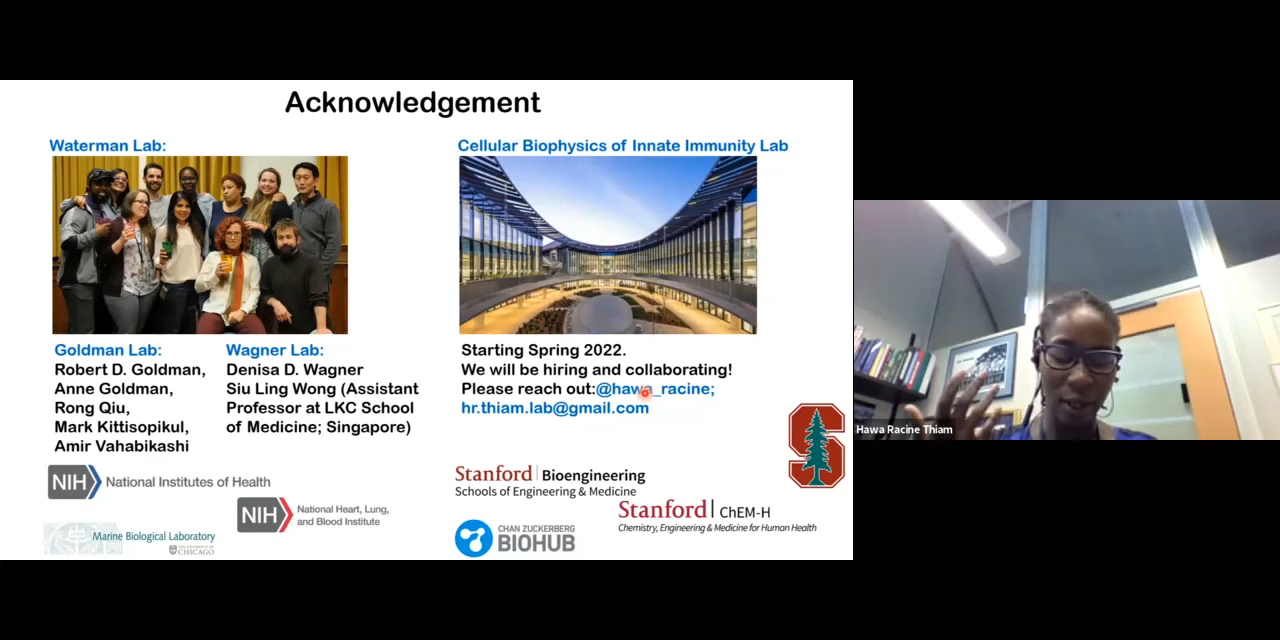 Acknowledgement
Waterman Lab:
Goldman Lab:
Robert D. Goldman,
Anne Goldman,
Rong Qiu,
Mark Kittisopikul,
Amir Vahabikashi
Wagner Lab:
Denisa D. Wagner
Siu Ling Wong (Assistant
Professor at LKC School
of Medicine; Singapore)
NIH National Institutes of Health
NIH National Heart, Lung,
and Blood Institute
Marine Biological Laboratory
THE UNIVERSITY OF
CHICAGO
Cellular Biophysics of Innate Immunity Lab
Starting Spring 2022.
We will be hiring and collaborating!
Please reach out:@hawa_racine;
hr.thiam.lab@gmail.com
S
Stanford | Bioengineering
Schools of Engineering & Medicine
Stanford | ChEM-H
Chemistry, Engineering & Medicine for Human Health
CHAN ZUCKERBERG
BIOHUB
Hawa Racine Thiam